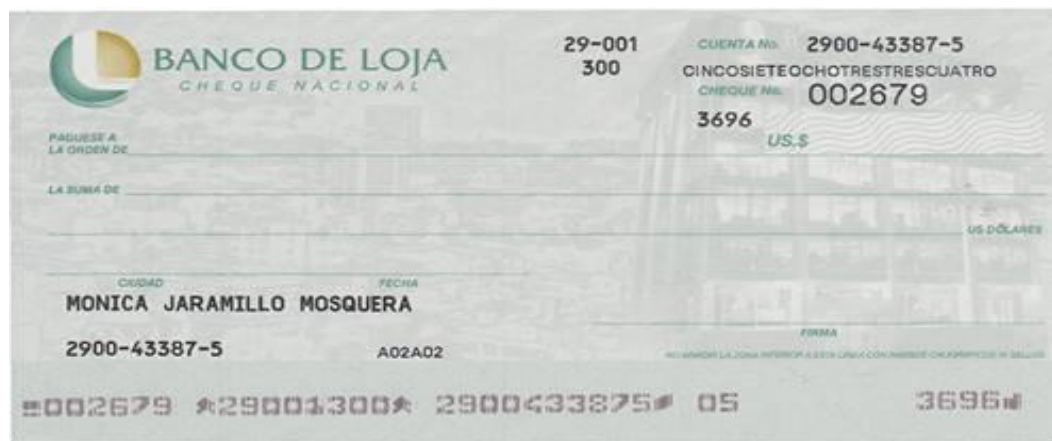 BANCO DE LOJA
CHEQUE NACIONAL
29-001
300
CUENTA No. 2900-43387-5
CINCOSIETEOCHOTRESTRESCUATRO
CHEQUE No. 002679
3696
US.$
PAGUESE A
LA ORDEN DE
LA SUMA DE
US DÓLARES
CIUDAD FECHA
MONICA JARAMILLO MOSQUERA
FIRMA
2900-43387-5 A02A02
002679 29001300 2900433875 05 3696